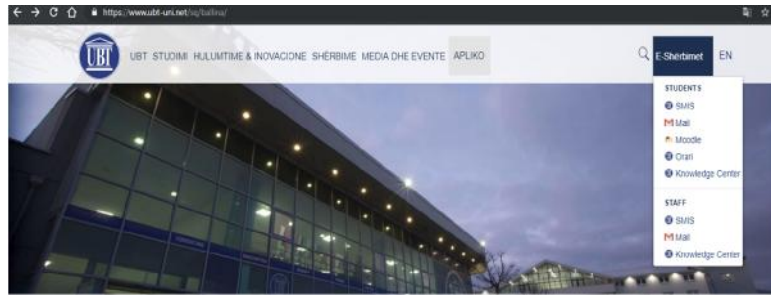 https://www.ubt-uni.net/sq/ballina/
UBT
UBT STUDIMI HULUMTIME & INOVACIONE SHËRBIME MEDIA DHE EVENTE APLIKO
E-Shërbimet EN
STUDENTS
SMIS
Mail
Moodle
Orari
Knowledge Center
STAFF
SMIS
Mail
Knowledge Center